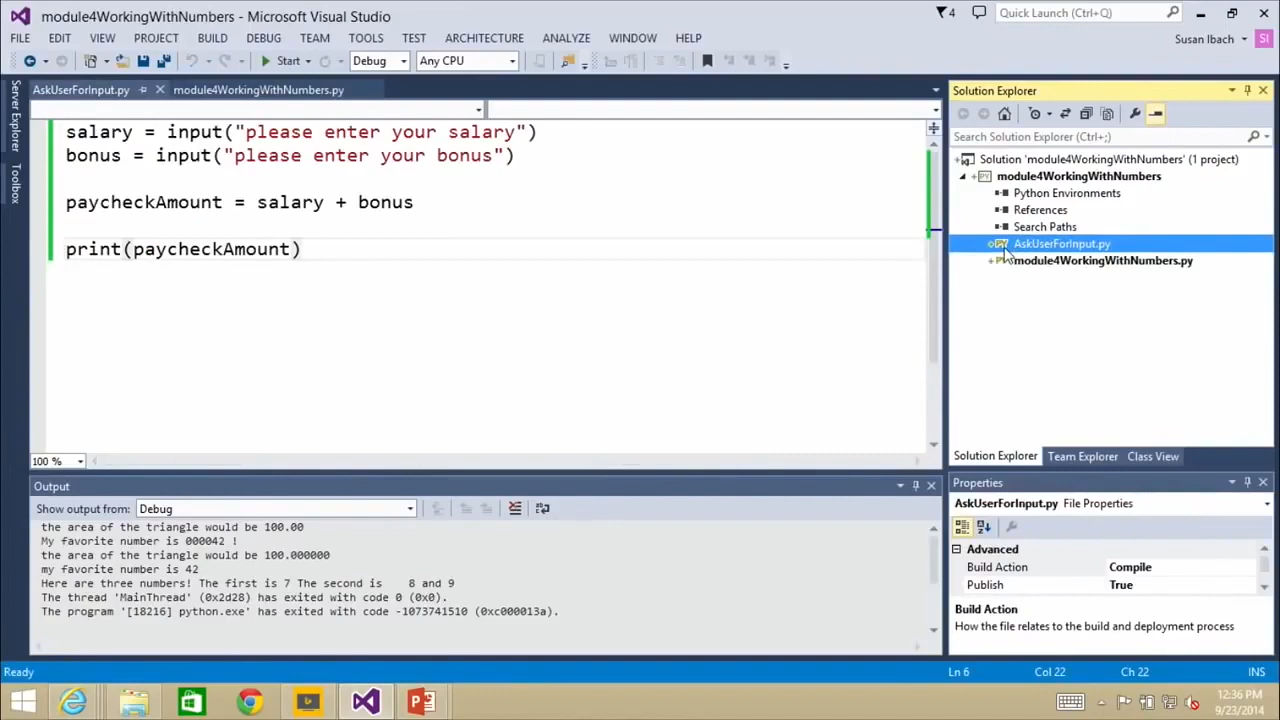 module4WorkingWithNumbers - Microsoft Visual Studio
4
Quick Launch (Ctrl+Q)
FILE EDIT VIEW PROJECT BUILD DEBUG TEAM TOOLS TEST ARCHITECTURE ANALYZE WINDOW HELP
Susan Ibach
SI
Start
Debug
Any CPU
Server Explorer
Toolbox
AskUserForInput.py
module4WorkingWithNumbers.py
salary = input("please enter your salary")
bonus = input("please enter your bonus")
paycheckAmount = salary + bonus
print(paycheckAmount)
100 %
Solution Explorer
Search Solution Explorer (Ctrl+;)
Solution 'module4WorkingWithNumbers' (1 project)
PY module4WorkingWithNumbers
Python Environments
References
Search Paths
PY AskUserForInput.py
module4WorkingWithNumbers.py
Solution Explorer Team Explorer Class View
Output
Show output from: Debug
the area of the triangle would be 100.00
My favorite number is 000042 !
the area of the triangle would be 100.000000
my favorite number is 42
Here are three numbers! The first is 7 The second is    8 and 9
The thread 'MainThread' (0x2d28) has exited with code 0 (0x0).
The program '[18216] python.exe' has exited with code -1073741510 (0xc000013a).
Properties
AskUserForInput.py File Properties
Advanced
Build Action Compile
Publish True
Build Action
How the file relates to the build and deployment process
Ready
Ln 6 Col 22 Ch 22 INS
12:36 PM
9/23/2014